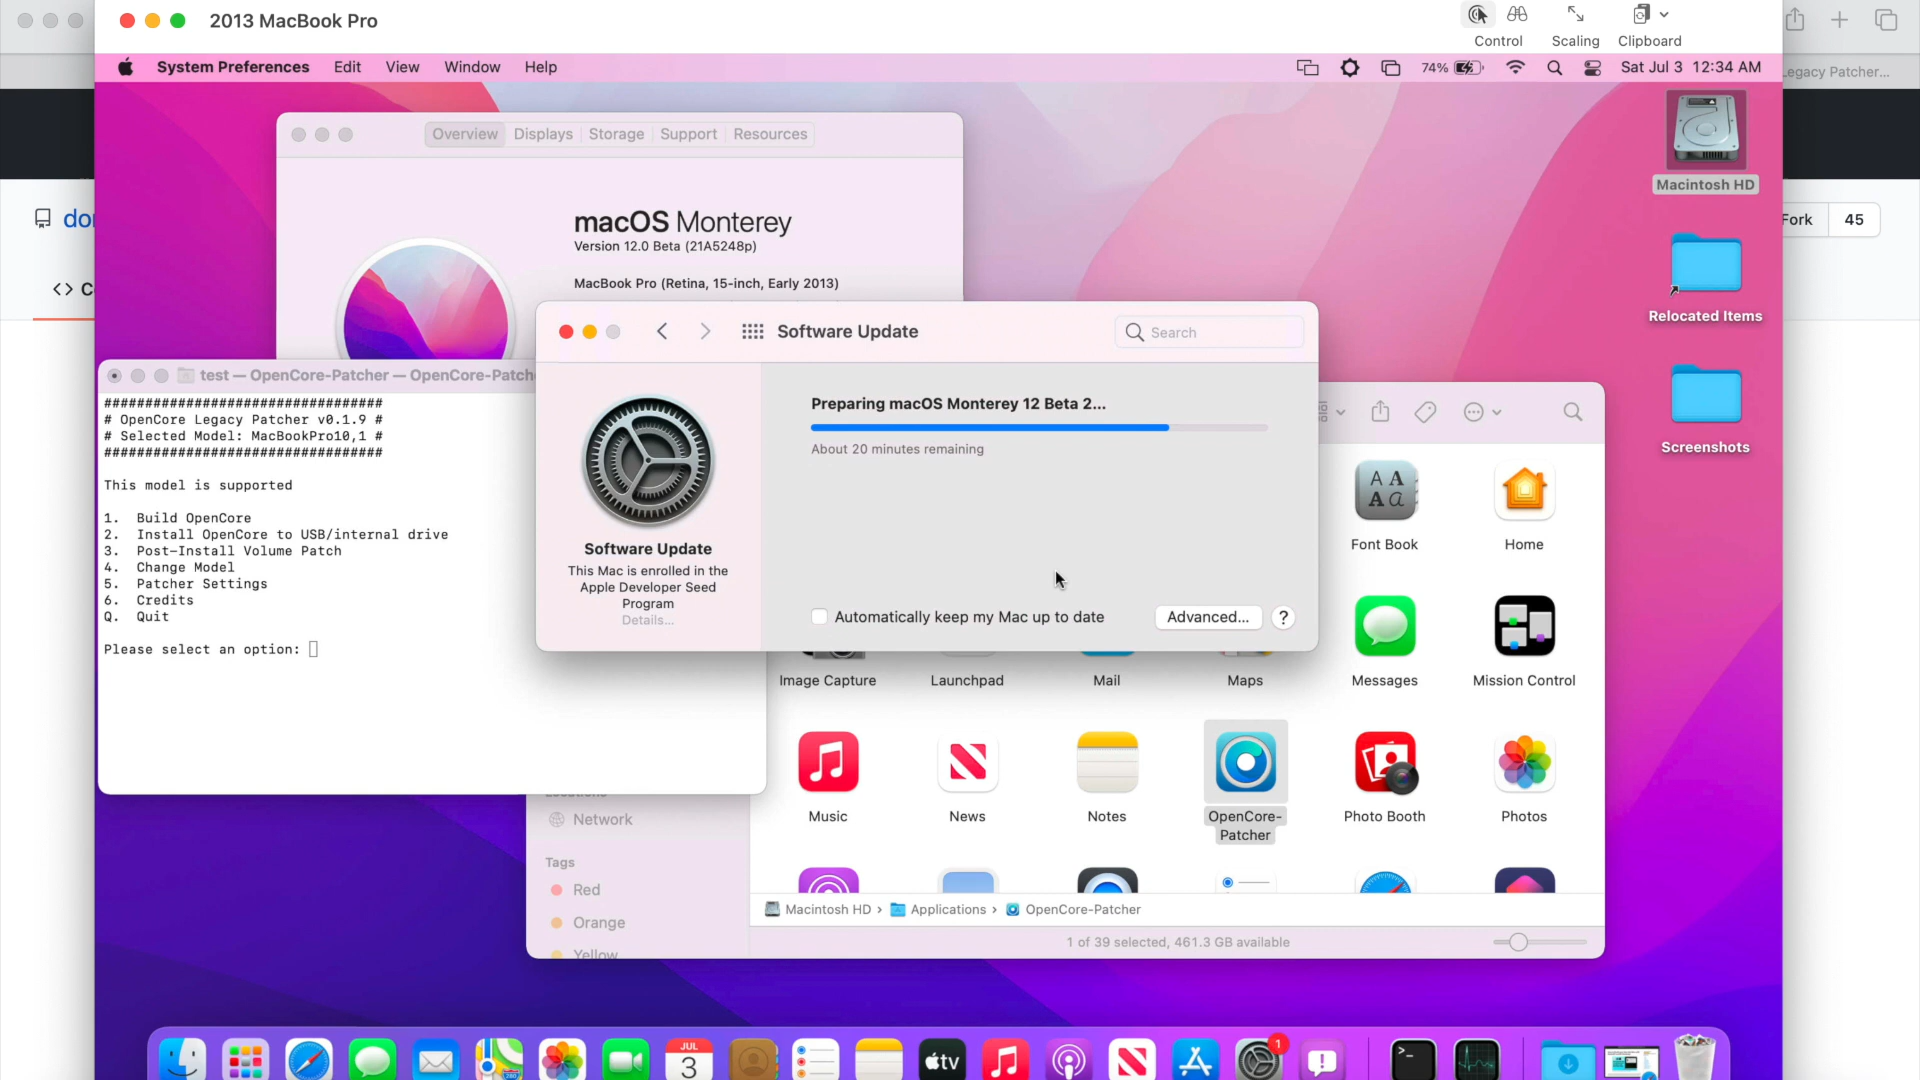 2013 MacBook Pro
Control
Scaling
Clipboard
System Preferences Edit View Window Help
74%
Sat Jul 3 12:34 AM
Legacy Patcher...
Overview Displays Storage Support Resources
macOS Monterey
Version 12.0 Beta (21A5248p)
MacBook Pro (Retina, 15-inch, Early 2013)
Macintosh HD
Relocated Items
Screenshots
Fork 45
Software Update
Search
Preparing macOS Monterey 12 Beta 2...
About 20 minutes remaining
Software Update
This Mac is enrolled in the
Apple Developer Seed
Program
Details...
Automatically keep my Mac up to date
Advanced...
?
test — OpenCore-Patcher — OpenCore-Patch
##################################
# OpenCore Legacy Patcher v0.1.9 #
# Selected Model: MacBookPro10,1 #
##################################
This model is supported
1. Build OpenCore
2. Install OpenCore to USB/internal drive
3. Post-Install Volume Patch
4. Change Model
5. Patcher Settings
6. Credits
Q. Quit
Please select an option:
Font Book
Home
Image Capture
Launchpad
Mail
Maps
Messages
Mission Control
Music
News
Notes
OpenCore-
Patcher
Photo Booth
Photos
Network
Tags
Red
Orange
Yellow
Macintosh HD › Applications › OpenCore-Patcher
1 of 39 selected, 461.3 GB available
JUL
3
tv
1